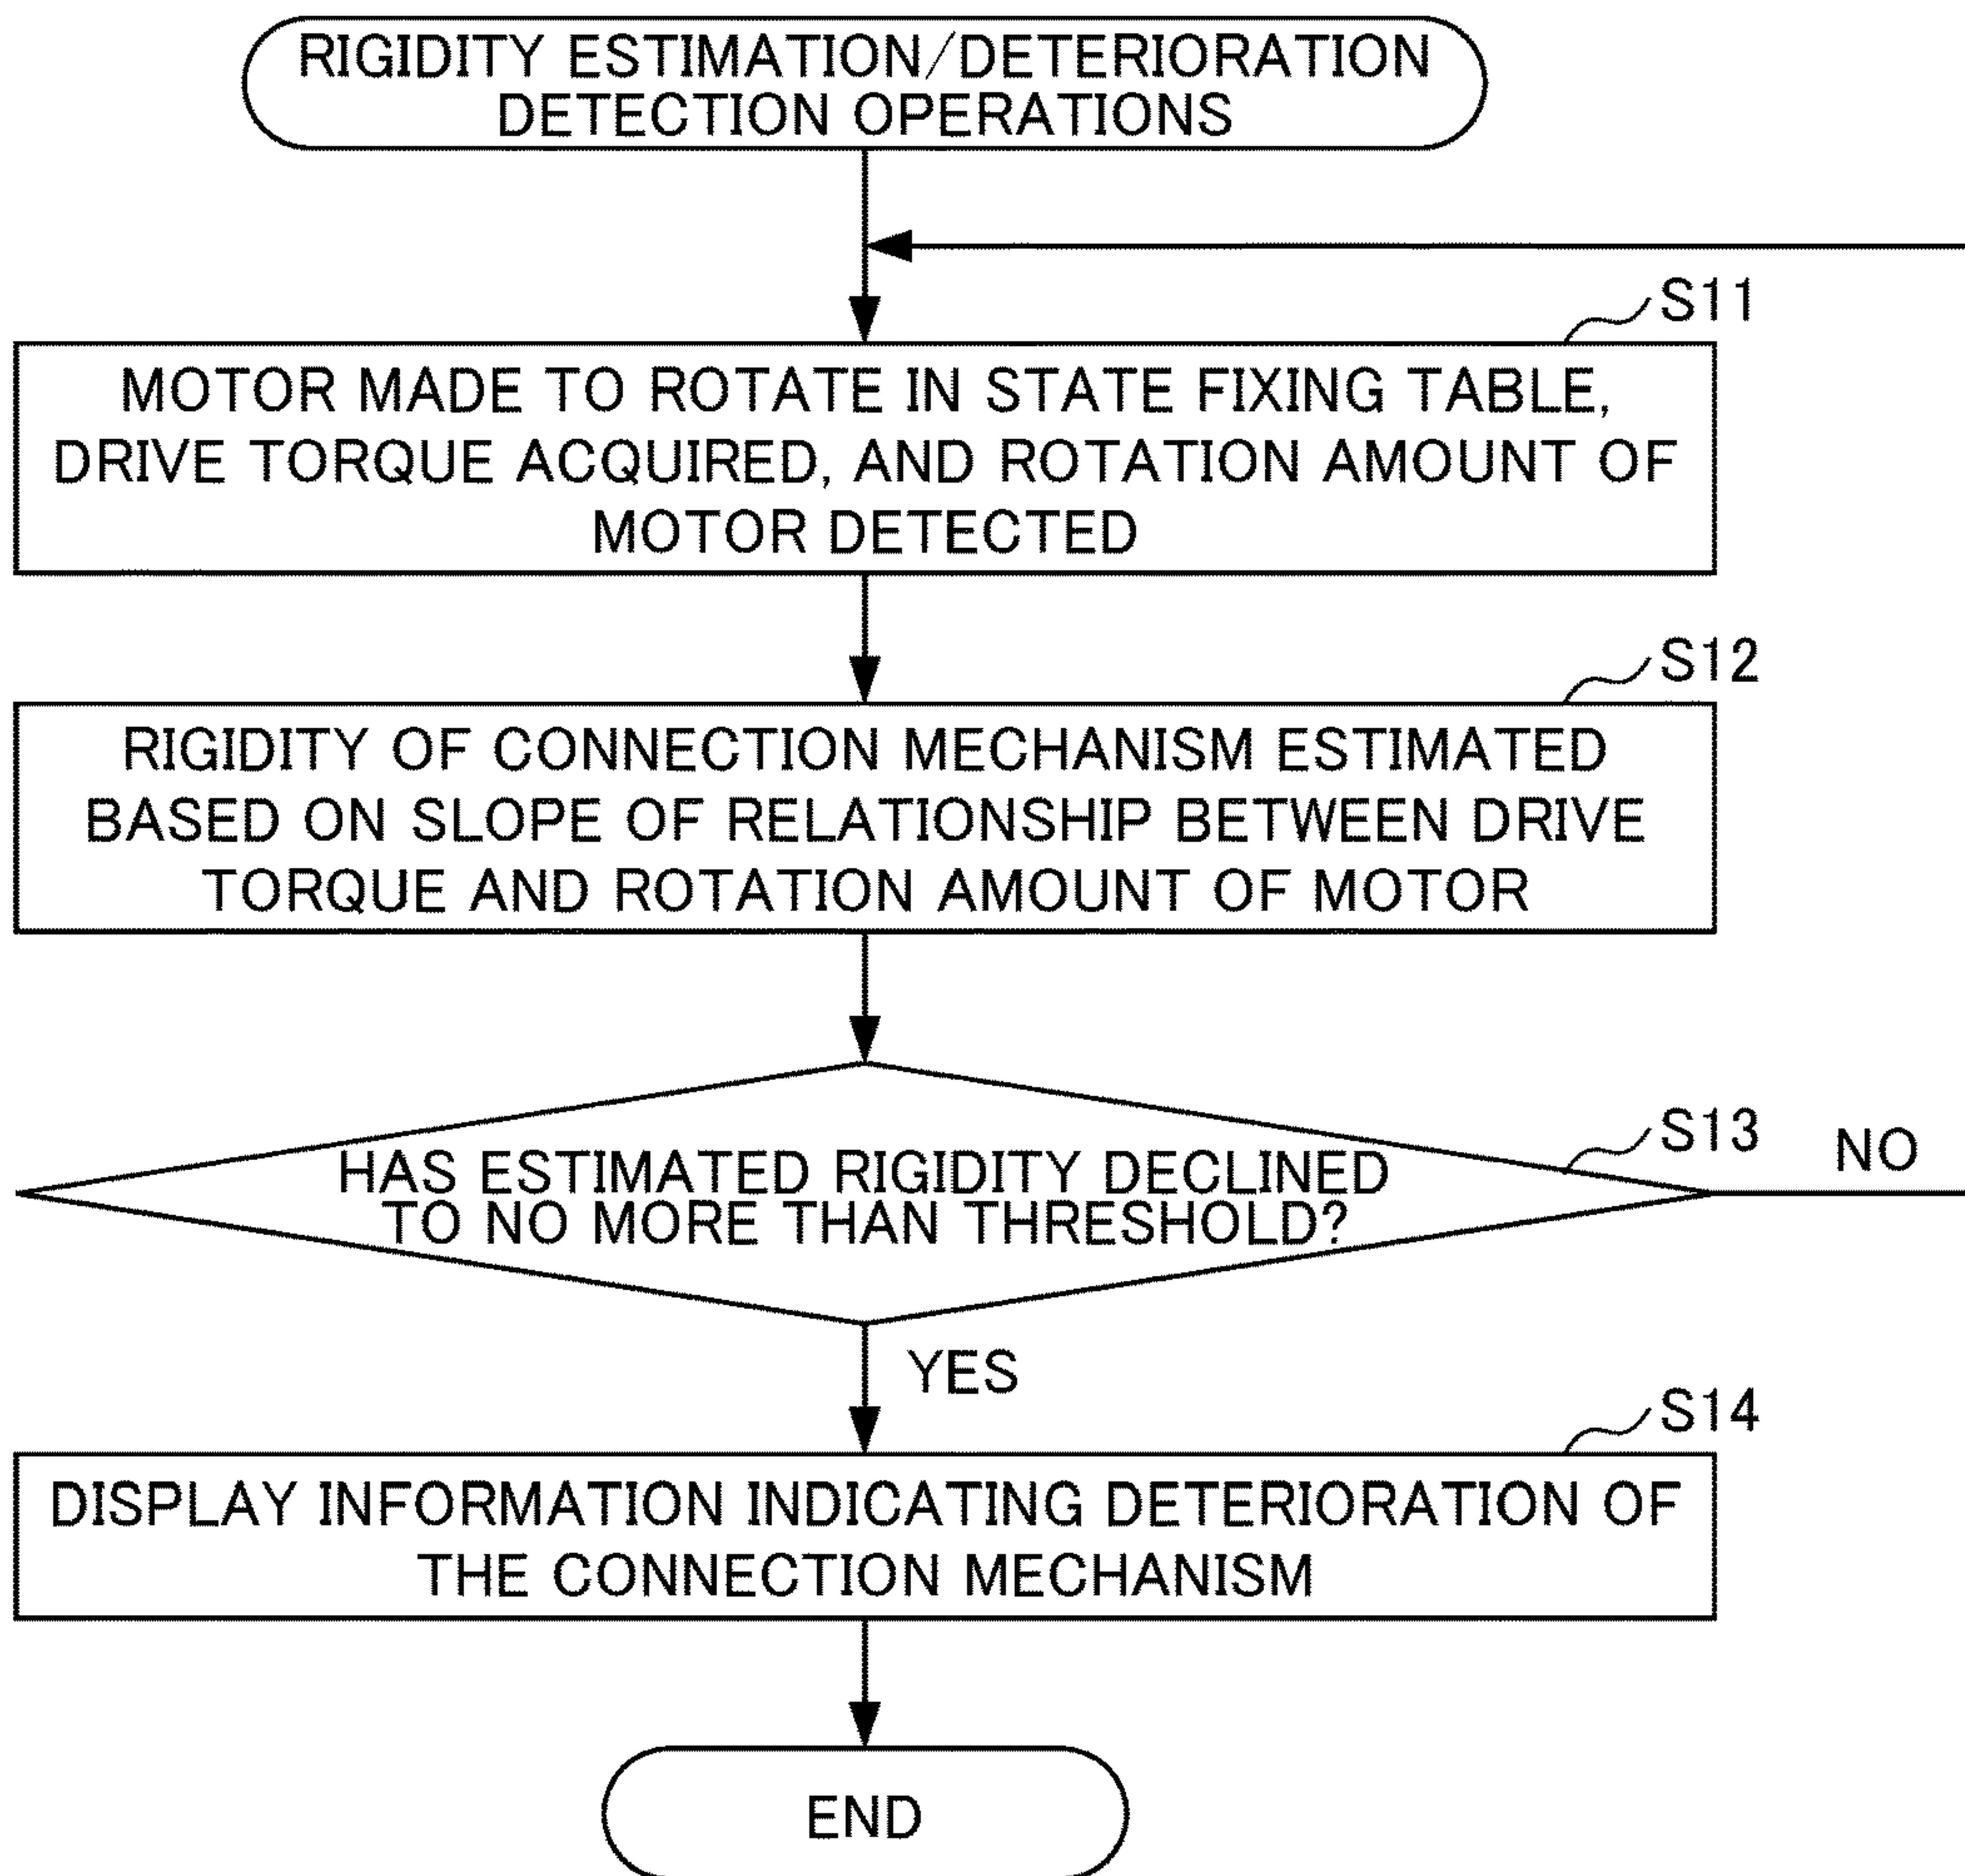 RIGIDITY ESTIMATION/DETERIORATION
DETECTION OPERATIONS
S11
MOTOR MADE TO ROTATE IN STATE FIXING TABLE,
DRIVE TORQUE ACQUIRED, AND ROTATION AMOUNT OF
MOTOR DETECTED
S12
RIGIDITY OF CONNECTION MECHANISM ESTIMATED
BASED ON SLOPE OF RELATIONSHIP BETWEEN DRIVE
TORQUE AND ROTATION AMOUNT OF MOTOR
S13
NO
HAS ESTIMATED RIGIDITY DECLINED
TO NO MORE THAN THRESHOLD?
YES
S14
DISPLAY INFORMATION INDICATING DETERIORATION OF
THE CONNECTION MECHANISM
END